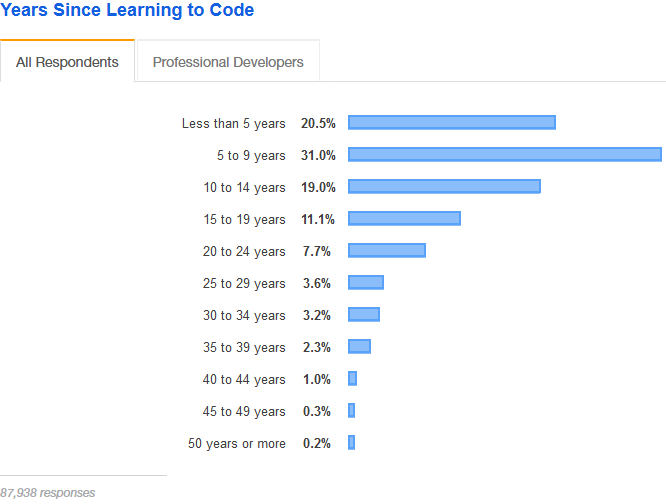 Years Since Learning to Code
All Respondents Professional Developers
Less than 5 years 20.5%
5 to 9 years 31.0%
10 to 14 years 19.0%
15 to 19 years 11.1%
20 to 24 years 7.7%
25 to 29 years 3.6%
30 to 34 years 3.2%
35 to 39 years 2.3%
40 to 44 years 1.0%
45 to 49 years 0.3%
50 years or more 0.2%
87,938 responses